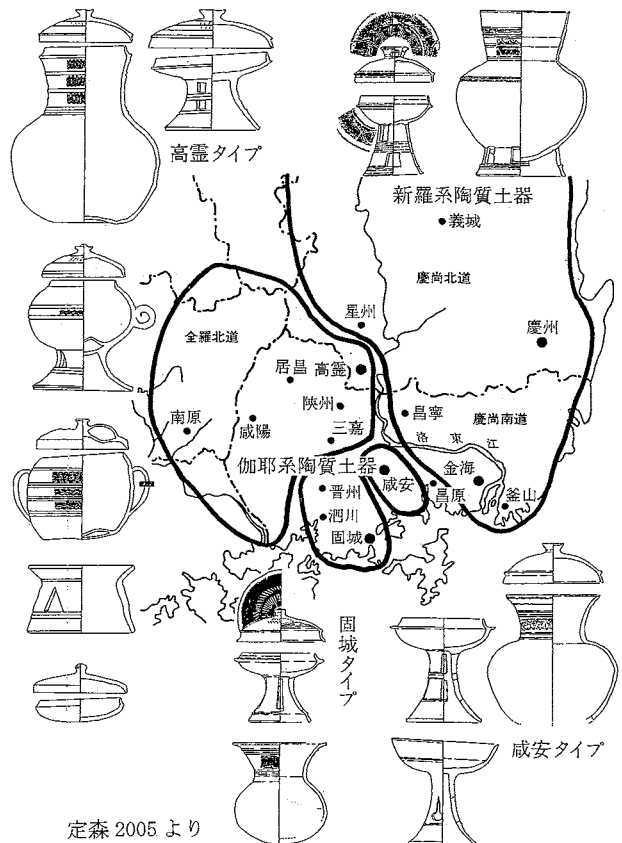 高霊タイプ
新羅系陶質土器
義城
慶尚北道
星州
慶州
全羅北道
居昌
高霊
陜州
昌寧
慶尚南道
南原
咸陽
三嘉
洛東江
伽耶系陶質土器
咸安
金海
晋州
昌原
釜山
泗川
固城
固城タイプ
咸安タイプ
定森 2005 より